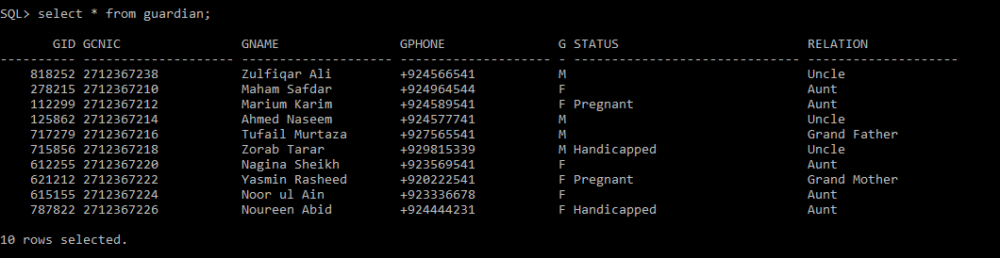 SQL> select * from guardian;
GID GCNIC GNAME GPHONE G STATUS RELATION
---------- -------------------- -------------------- -------------------- - ------------------------------ --------------------
818252 2712367238 Zulfiqar Ali +924566541 M Uncle
278215 2712367210 Maham Safdar +924964544 F Aunt
112299 2712367212 Marium Karim +924589541 F Pregnant Aunt
125862 2712367214 Ahmed Naseem +924577741 M Uncle
717279 2712367216 Tufail Murtaza +927565541 M Grand Father
715856 2712367218 Zorab Tarar +929815339 M Handicapped Uncle
612255 2712367220 Nagina Sheikh +923569541 F Aunt
621212 2712367222 Yasmin Rasheed +920222541 F Pregnant Grand Mother
615155 2712367224 Noor ul Ain +923336678 F Aunt
787822 2712367226 Noureen Abid +924444231 F Handicapped Aunt
10 rows selected.